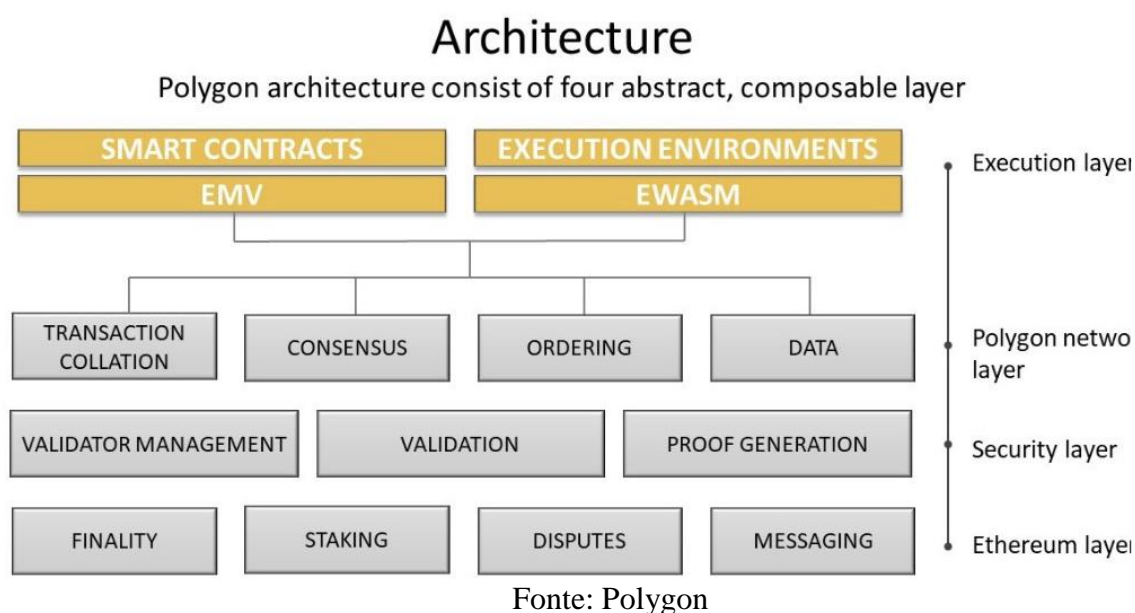 Architecture
Polygon architecture consist of four abstract, composable layer
SMART CONTRACTS
EXECUTION ENVIRONMENTS
Execution layer
EMV
EWASM
TRANSACTION
COLLATION
CONSENSUS
ORDERING
DATA
Polygon netwo
layer
VALIDATOR MANAGEMENT
VALIDATION
PROOF GENERATION
Security layer
FINALITY
STAKING
DISPUTES
MESSAGING
Ethereum layer
Fonte: Polygon